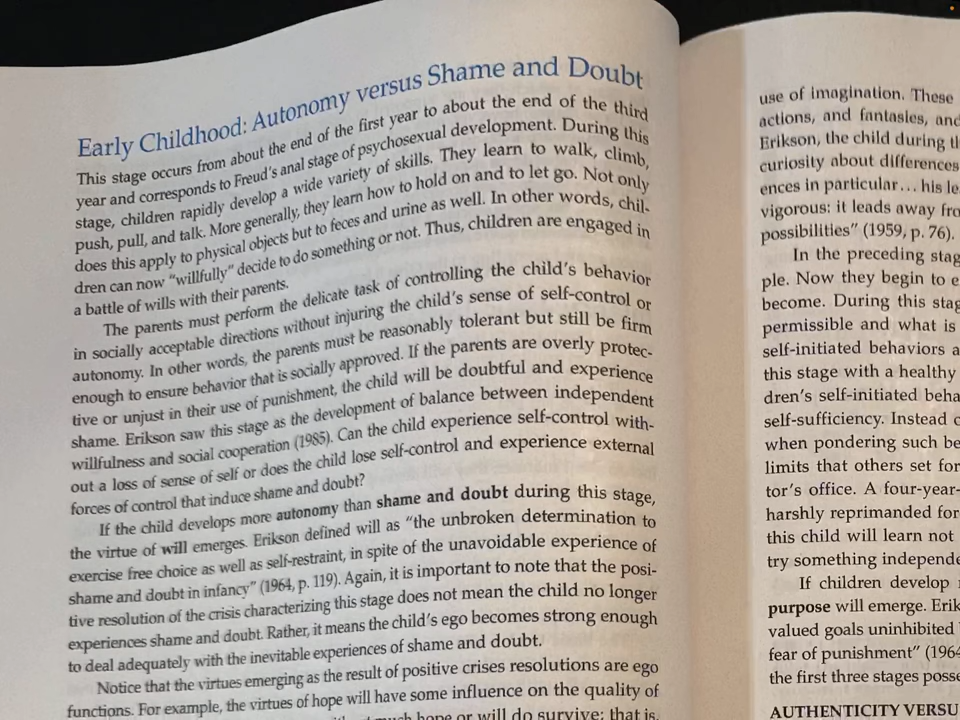 Early Childhood: Autonomy versus Shame and Doubt
This stage occurs from about the end of the first year to about the end of the third
year and corresponds to Freud's anal stage of psychosexual development. During this
stage, children rapidly develop a wide variety of skills. They learn to walk, climb,
push, pull, and talk. More generally, they learn how to hold on and to let go. Not only
does this apply to physical objects but to feces and urine as well. In other words, chil-
dren can now "willfully" decide to do something or not. Thus, children are engaged in
a battle of wills with their parents.
The parents must perform the delicate task of controlling the child's behavior
in socially acceptable directions without injuring the child's sense of self-control or
autonomy. In other words, the parents must be reasonably tolerant but still be firm
enough to ensure behavior that is socially approved. If the parents are overly protec-
tive or unjust in their use of punishment, the child will be doubtful and experience
shame. Erikson saw this stage as the development of balance between independent
willfulness and social cooperation (1985). Can the child experience self-control with-
out a loss of sense of self or does the child lose self-control and experience external
forces of control that induce shame and doubt?
If the child develops more autonomy than shame and doubt during this stage,
the virtue of will emerges. Erikson defined will as "the unbroken determination to
exercise free choice as well as self-restraint, in spite of the unavoidable experience of
shame and doubt in infancy" (1964, p. 119). Again, it is important to note that the posi-
tive resolution of the crisis characterizing this stage does not mean the child no longer
experiences shame and doubt. Rather, it means the child's ego becomes strong enough
to deal adequately with the inevitable experiences of shame and doubt.
Notice that the virtues emerging as the result of positive crises resolutions are ego
functions. For example, the virtues of hope will have some influence on the quality of
hope or will do survive; that is,
use of imagination. These
actions, and fantasies, and
Erikson, the child during
curiosity about differences
ences in particular... his
vigorous: it leads away
possibilities" (1959, p. 76).
In the preceding
ple. Now they begin to
become. During this
permissible and what is
self-initiated behaviors
this stage with a healthy
dren's self-initiated
self-sufficiency. Instead
when pondering such
limits that others set for
tor's office. A four-year-
harshly reprimanded for
this child will learn not
try something
If children develop
purpose will emerge.
valued goals uninhibited
fear of punishment" (1964
the first three stages
AUTHENTICITY